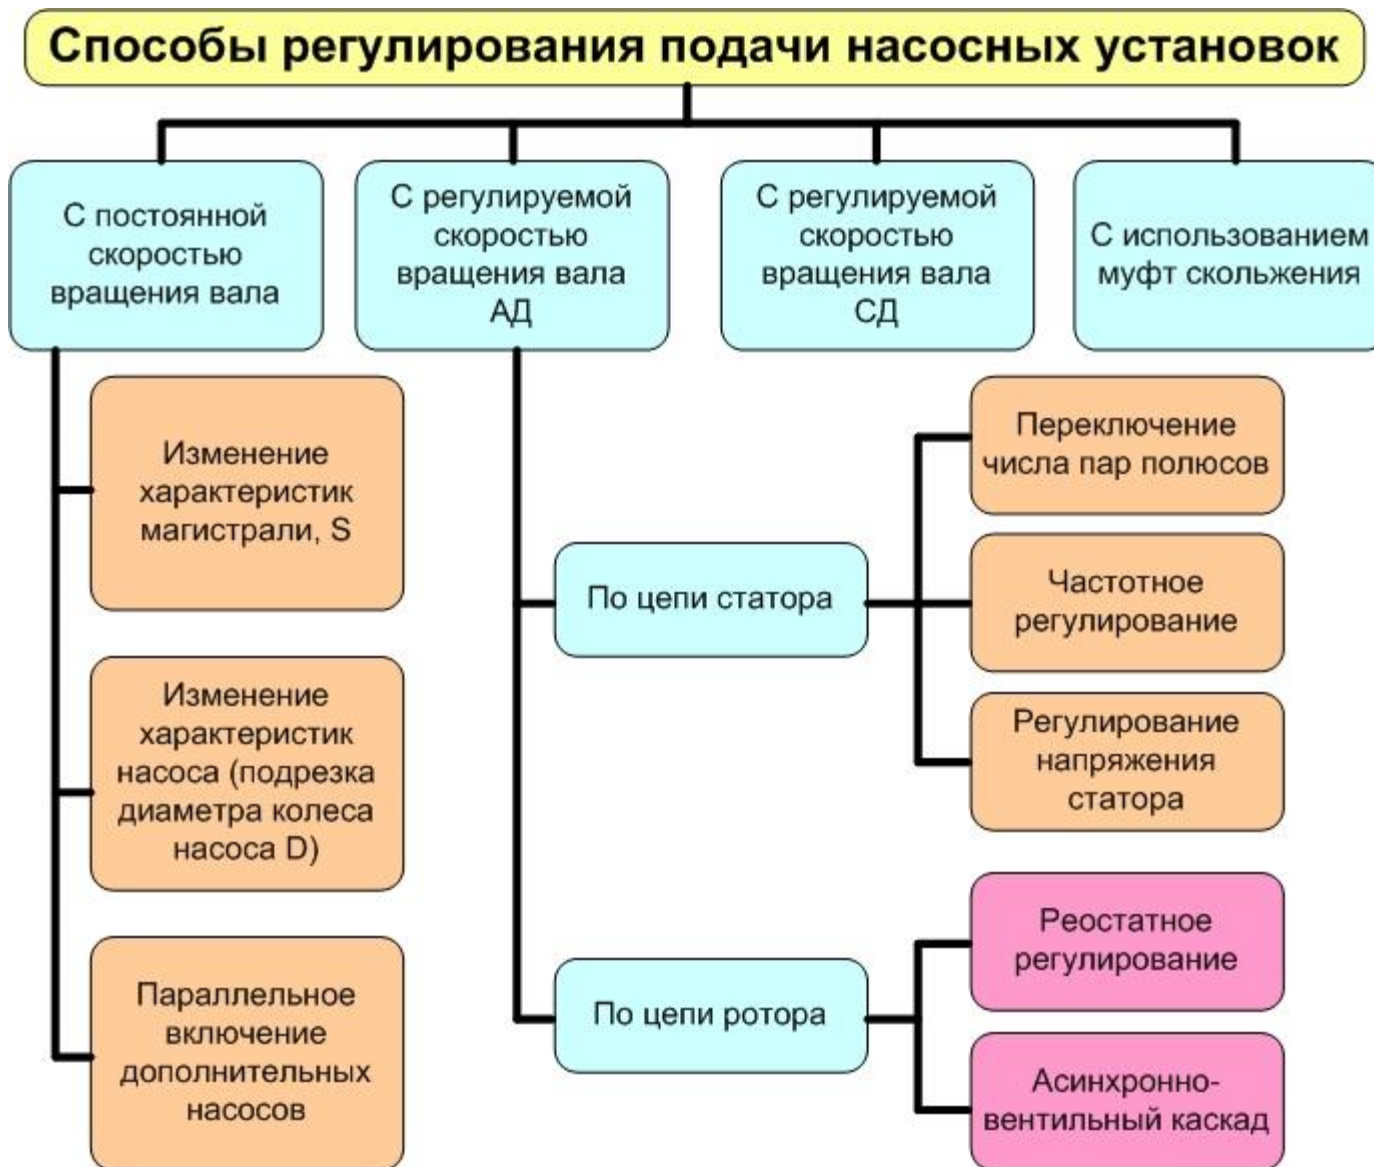 Способы регулирования подачи насосных установок
С постоянной
скоростью
вращения вала
С регулируемой
скоростью
вращения вала
АД
С регулируемой
скоростью
вращения вала
СД
С использованием
муфт скольжения
Изменение
характеристик
магистрали, S
Изменение
характеристик
насоса (подрезка
диаметра колеса
насоса D)
Параллельное
включение
дополнительных
насосов
По цепи статора
Переключение
числа пар полюсов
Частотное
регулирование
Регулирование
напряжения
статора
По цепи ротора
Реостатное
регулирование
Асинхронно-
вентильный каскад